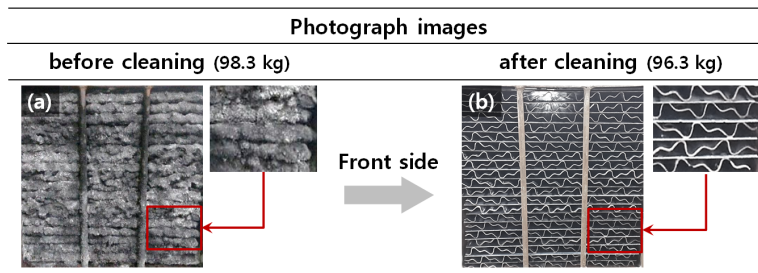 Photograph images
before cleaning (98.3 kg)
after cleaning (96.3 kg)
(a)
Front side
(b)